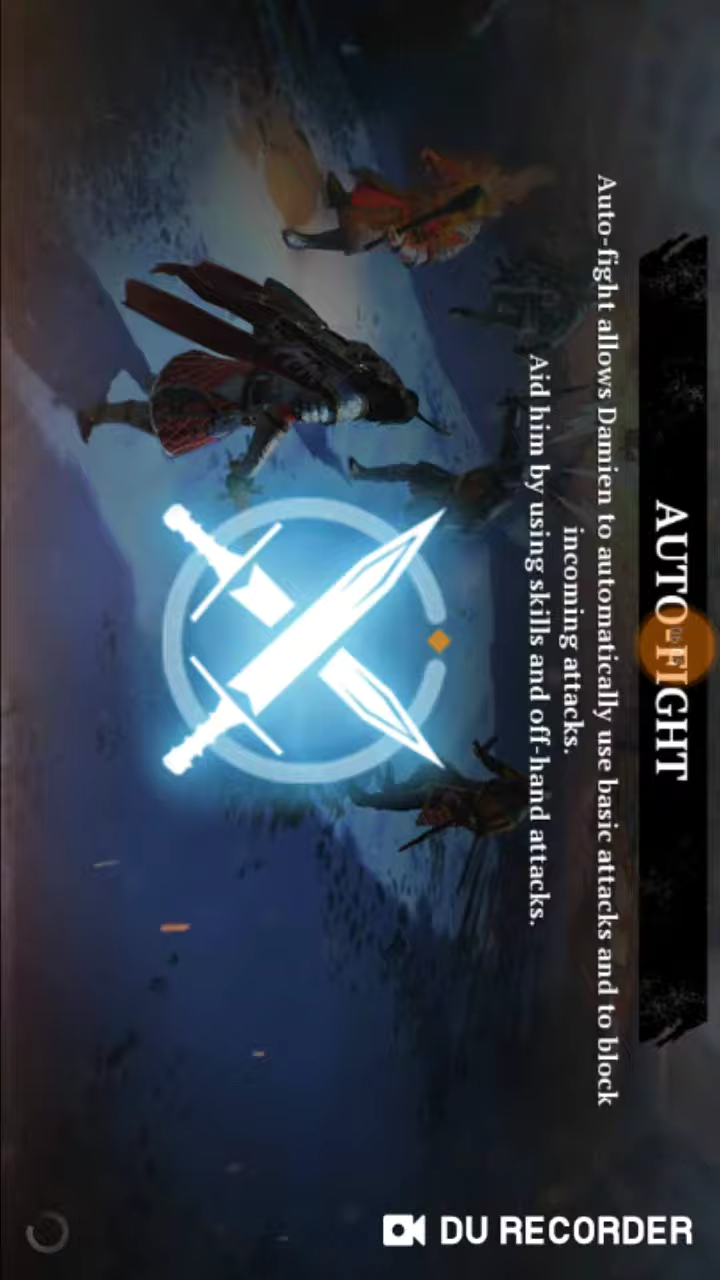 AUTO-FIGHT
Auto-fight allows Damien to automatically use basic attacks and to block
incoming attacks.
Aid him by using skills and off-hand attacks.
DU RECORDER